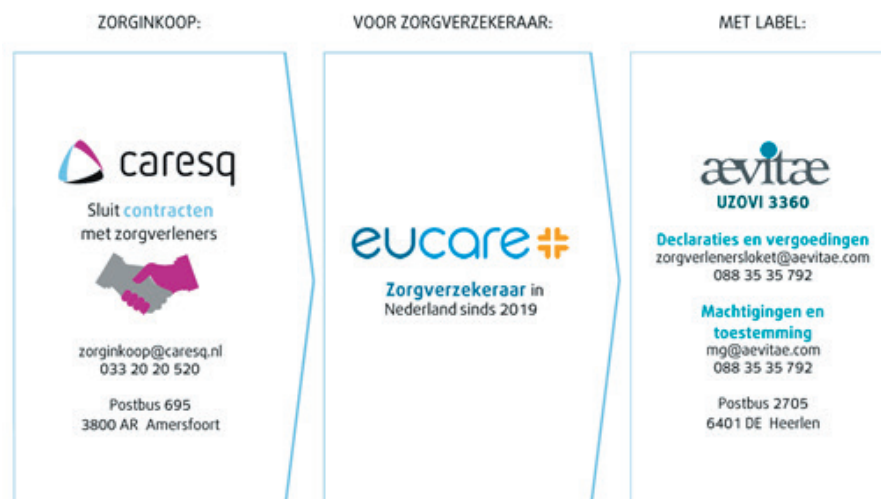 ZORGINKOOP:
caresq
Sluit contracten
met zorgverleners
zorginkoop@caresq.nl
033 20 20 520
Postbus 695
3800 AR Amersfoort
VOOR ZORGVERZEKERAAR:
eucare
Zorgverzekeraar in
Nederland sinds 2019
MET LABEL:
ævitæ
UZOVI 3360
Declaraties en vergoedingen
zorgverlenersloket@aevitae.com
088 35 35 792
Machtigingen en
toestemming
mg@aevitae.com
088 35 35 792
Postbus 2705
6401 DE Heerlen